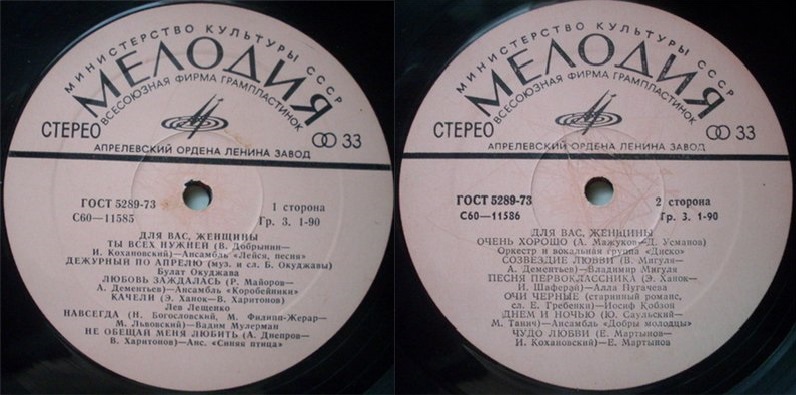 МИНИСТЕРСТВО КУЛЬТУРЫ СССР
МЕЛОДИЯ
ВСЕСОЮЗНАЯ ФИРМА ГРАМПЛАСТИНОК
СТЕРЕО
33
АПРЕЛЕВСКИЙ ОРДЕНА ЛЕНИНА ЗАВОД
ГОСТ 5289-73
1 сторона
С60—11585
Гр. 3. 1-90
ДЛЯ ВАС, ЖЕНЩИНЫ
ТЫ ВСЕХ НУЖНЕЙ (В. Добрынин—
И. Кохановский)—Ансамбль «Лейся, песня»
ДЕЖУРНЫЙ ПО АПРЕЛЮ (муз. и сл. Б. Окуджавы)
Булат Окуджава
ЛЮБОВЬ ЗАЖДАЛАСЬ (Р. Майоров—
А. Дементьев)—Ансамбль «Коробейники»
КАЧЕЛИ (Э. Ханок—В. Харитонов)
Лев Лещенко
НАВСЕГДА (Н. Богословский, М. Филипп-Жерар—
М. Львовский)—Вадим Мулерман
НЕ ОБЕЩАЙ МЕНЯ ЛЮБИТЬ (А. Днепров—
В. Харитонов)—Анс. «Синяя птица»
МИНИСТЕРСТВО КУЛЬТУРЫ СССР
МЕЛОДИЯ
ВСЕСОЮЗНАЯ ФИРМА ГРАМПЛАСТИНОК
СТЕРЕО
33
АПРЕЛЕВСКИЙ ОРДЕНА ЛЕНИНА ЗАВОД
ГОСТ 5289-73
2 сторона
С60—11586
Гр. 3. 1-90
ДЛЯ ВАС, ЖЕНЩИНЫ
ОЧЕНЬ ХОРОШО (А. Мажуков—Д. Усманов)
Оркестр и вокальная группа «Диско»
СОЗВЕЗДИЕ ЛЮБВИ (В. Мигуля—
А. Дементьев)—Владимир Мигуля
ПЕСНЯ ПЕРВОКЛАССНИКА (Э. Ханок—
И. Шаферан)—Алла Пугачева
ОЧИ ЧЕРНЫЕ (старинный романс,
сл. Е. Гребенки)—Иосиф Кобзон
ДНЕМ И НОЧЬЮ (Ю. Саульский—
М. Танич)—Ансамбль «Добры молодцы»
ЧУДО ЛЮБВИ (Е. Мартынов—
И. Кохановский)—Е. Мартынов